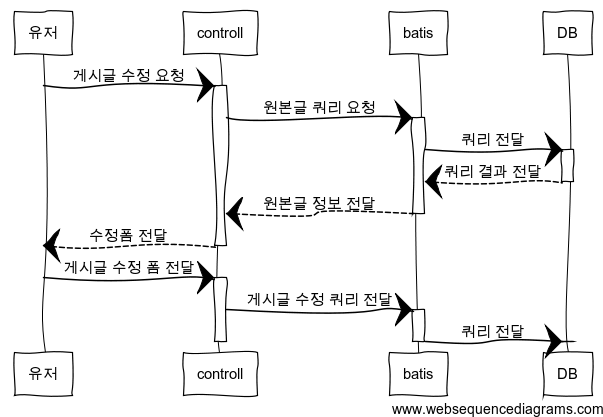 유저 controll batis DB
게시글 수정 요청
원본글 쿼리 요청
쿼리 전달
쿼리 결과 전달
원본글 정보 전달
수정폼 전달
게시글 수정 폼 전달
게시글 수정 쿼리 전달
쿼리 전달
유저 controll batis DB
www.websequencediagrams.com